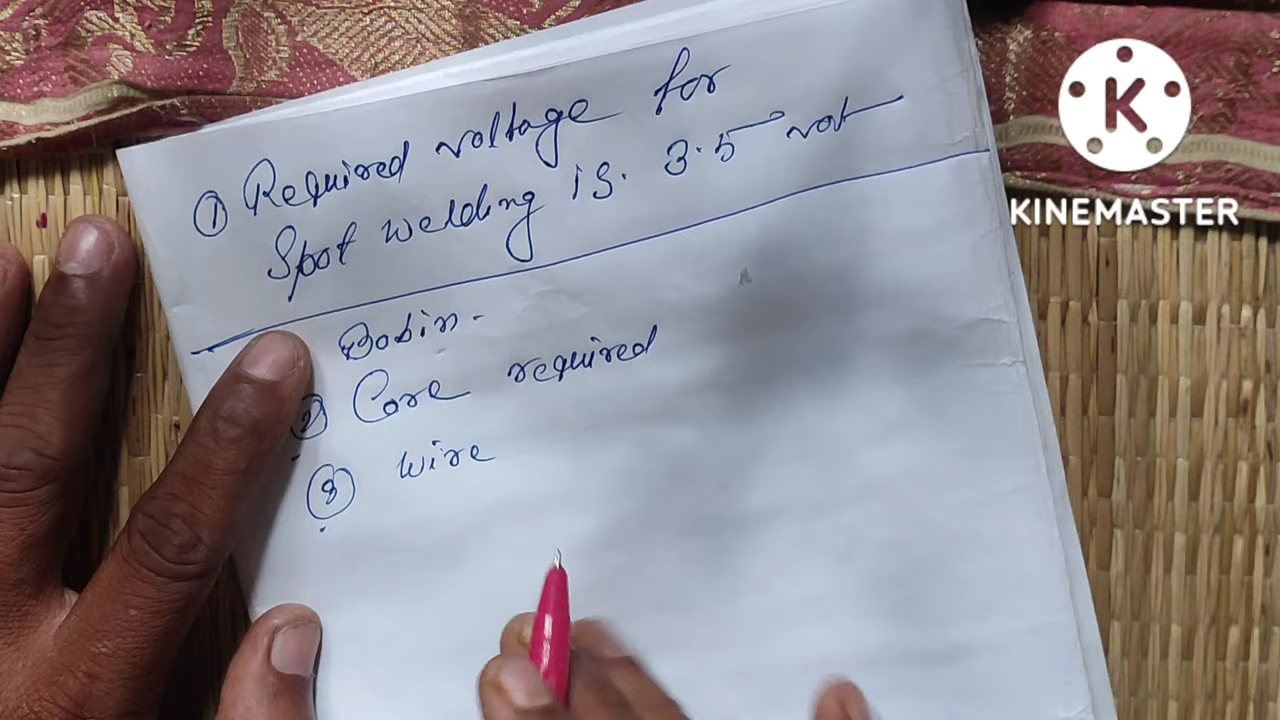 ① Required voltage for
Spot welding is. 3.5 volt
Bobin -
② Core required
③ wire
K
KINEMASTER